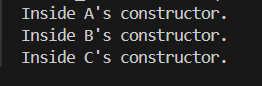 Inside A's constructor.
Inside B's constructor.
Inside C's constructor.